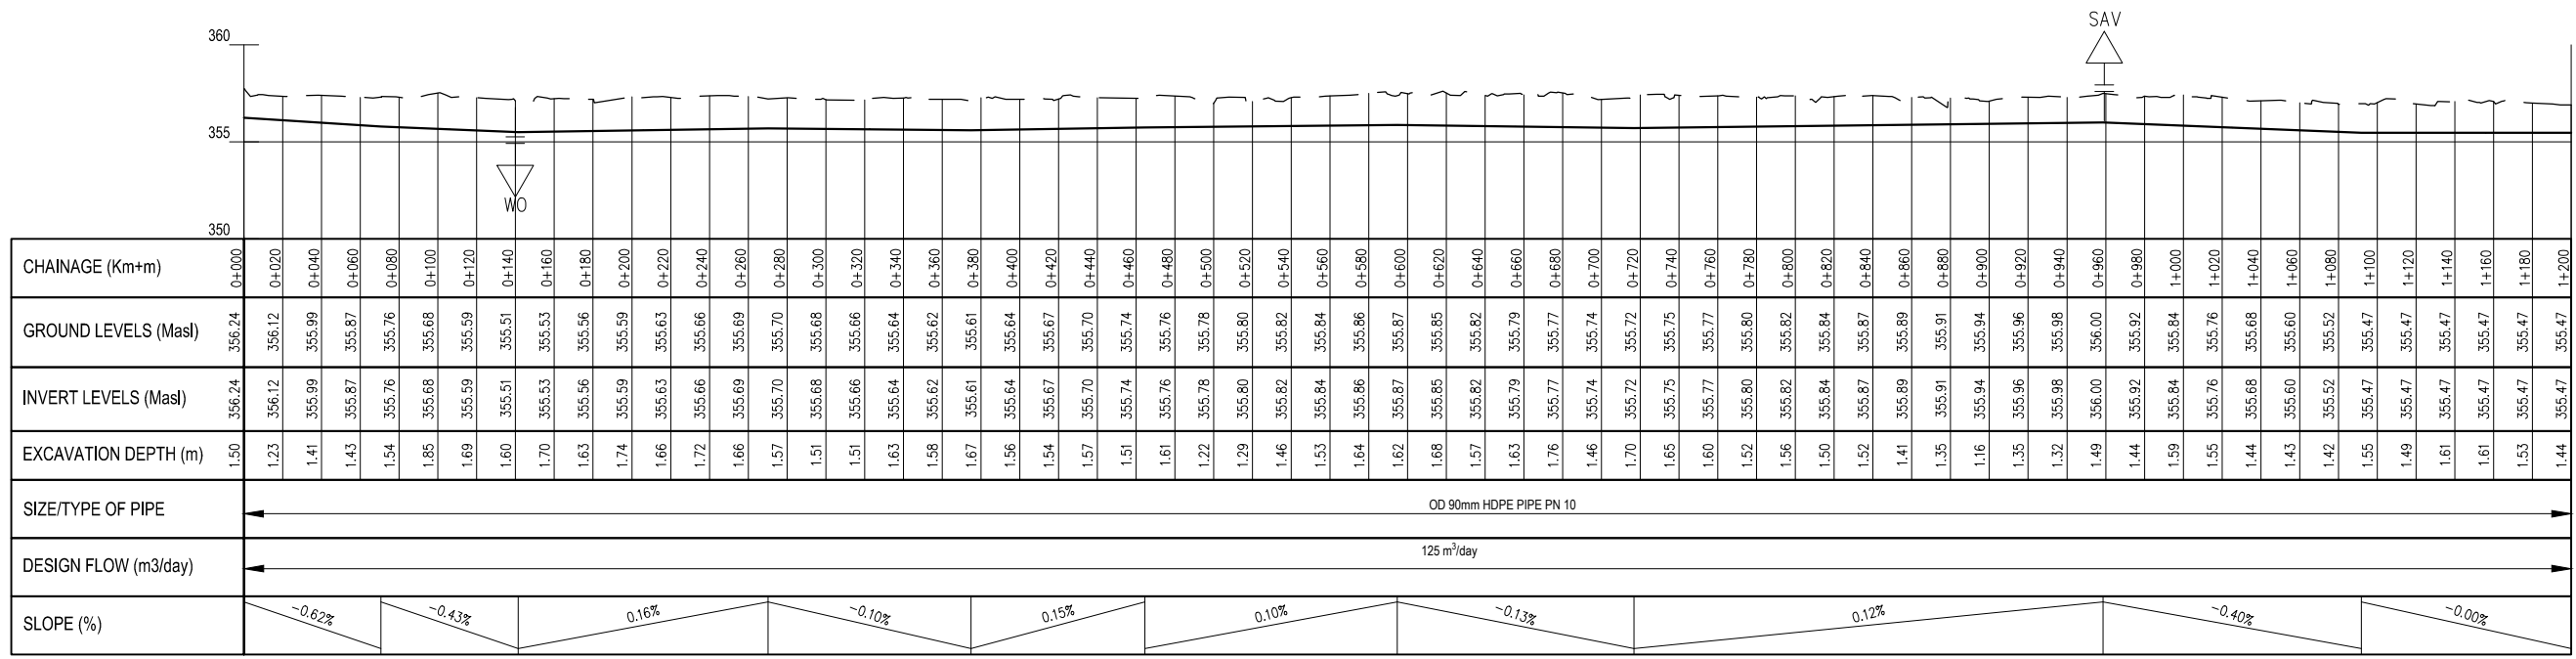 SAV
360
355
WO
350
CHAINAGE (Km+m) 0+000 0+020 0+040 0+060 0+080 0+100 0+120 0+140 0+160 0+180 0+200 0+220 0+240 0+260 0+280 0+300 0+320 0+340 0+360 0+380 0+400 0+420 0+440 0+460 0+480 0+500 0+520 0+540 0+560 0+580 0+600 0+620 0+640 0+660 0+680 0+700 0+720 0+740 0+760 0+780 0+800 0+820 0+840 0+860 0+880 0+900 0+920 0+940 0+960 0+980 1+000 1+020 1+040 1+060 1+080 1+100 1+120 1+140 1+160 1+180 1+200
GROUND LEVELS (Masl) 356.24 356.12 355.99 355.87 355.76 355.68 355.59 355.51 355.53 355.56 355.59 355.63 355.66 355.69 355.70 355.68 355.66 355.64 355.62 355.61 355.64 355.67 355.70 355.74 355.76 355.78 355.80 355.82 355.84 355.86 355.87 355.85 355.82 355.79 355.77 355.74 355.72 355.75 355.77 355.80 355.82 355.84 355.87 355.89 355.91 355.94 355.96 355.98 356.00 355.92 355.84 355.76 355.68 355.60 355.52 355.47 355.47 355.47 355.47 355.47 355.47
INVERT LEVELS (Masl) 356.24 356.12 355.99 355.87 355.76 355.68 355.59 355.51 355.53 355.56 355.59 355.63 355.66 355.69 355.70 355.68 355.66 355.64 355.62 355.61 355.64 355.67 355.70 355.74 355.76 355.78 355.80 355.82 355.84 355.86 355.87 355.85 355.82 355.79 355.77 355.74 355.72 355.75 355.77 355.80 355.82 355.84 355.87 355.89 355.91 355.94 355.96 355.98 356.00 355.92 355.84 355.76 355.68 355.60 355.52 355.47 355.47 355.47 355.47 355.47 355.47
EXCAVATION DEPTH (m) 1.50 1.23 1.41 1.43 1.54 1.85 1.69 1.60 1.70 1.63 1.74 1.66 1.72 1.66 1.57 1.51 1.51 1.63 1.58 1.67 1.56 1.54 1.57 1.51 1.61 1.22 1.29 1.46 1.53 1.64 1.62 1.68 1.57 1.63 1.76 1.46 1.70 1.65 1.60 1.52 1.56 1.50 1.52 1.41 1.35 1.16 1.35 1.32 1.49 1.44 1.59 1.55 1.44 1.43 1.42 1.55 1.49 1.61 1.61 1.53 1.44
SIZE/TYPE OF PIPE OD 90mm HDPE PIPE PN 10
DESIGN FLOW (m3/day) 125 m³/day
SLOPE (%) -0.62% -0.43% 0.16% -0.10% 0.15% 0.10% -0.13% 0.12% -0.40% -0.00%